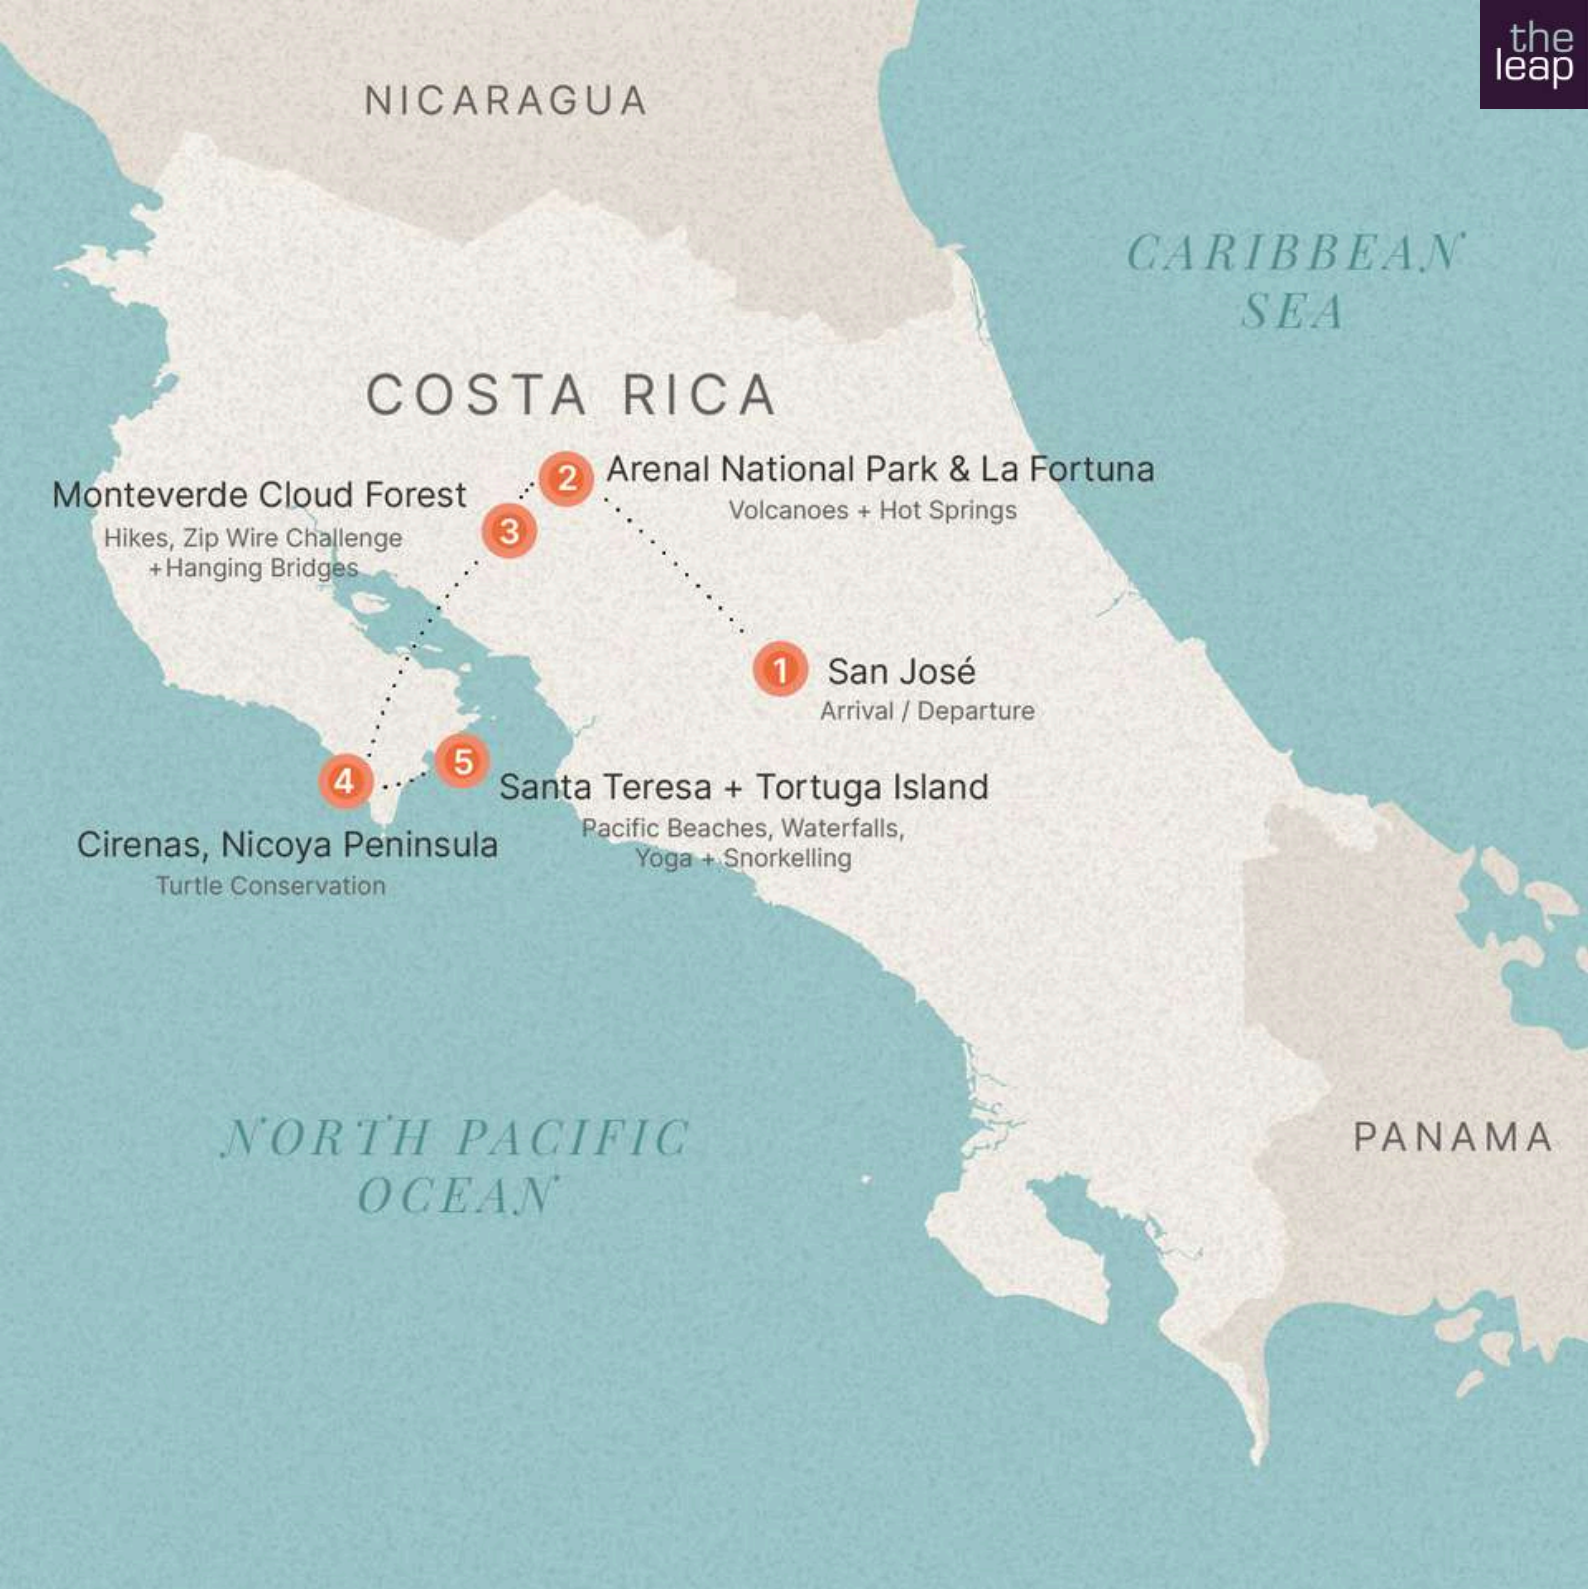 the
leap
NICARAGUA
CARIBBEAN
SEA
COSTA RICA
2
Arenal National Park & La Fortuna
Volcanoes + Hot Springs
Monteverde Cloud Forest
3
Hikes, Zip Wire Challenge
+Hanging Bridges
1
San José
Arrival / Departure
5
Santa Teresa + Tortuga Island
Pacific Beaches, Waterfalls,
Yoga + Snorkelling
4
Cirenas, Nicoya Peninsula
Turtle Conservation
NORTH PACIFIC
OCEAN
PANAMA